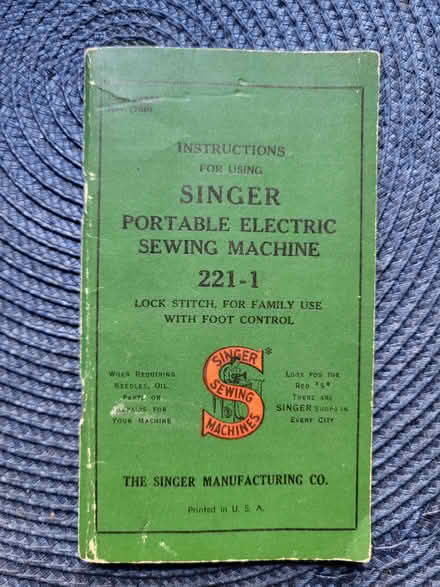 INSTRUCTIONS
FOR USING
SINGER
PORTABLE ELECTRIC
SEWING MACHINE
221-1
LOCK STITCH, FOR FAMILY USE
WITH FOOT CONTROL
WHEN REQUIRING
NEEDLES, OIL,
PARTS OR
REPAIRS FOR
YOUR MACHINE
SINGER
SEWING
MACHINES
*
LOOK FOR THE
RED "S"
THERE ARE
SINGER SHOPS IN
EVERY CITY
THE SINGER MANUFACTURING CO.
Printed in U. S. A.